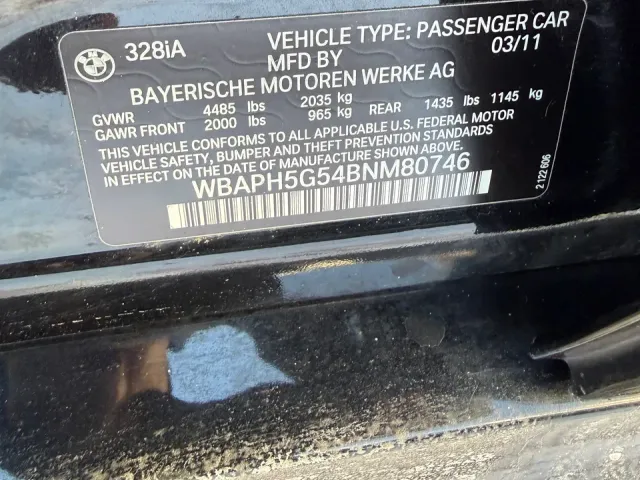 328iA VEHICLE TYPE: PASSENGER CAR
MFD BY 03/11
BAYERISCHE MOTOREN WERKE AG
GVWR 4485 lbs 2035 kg
GAWR FRONT 2000 lbs 965 kg REAR 1435 lbs 1145 kg
THIS VEHICLE CONFORMS TO ALL APPLICABLE U.S. FEDERAL MOTOR
VEHICLE SAFETY, BUMPER AND THEFT PREVENTION STANDARDS
IN EFFECT ON THE DATE OF MANUFACTURE SHOWN ABOVE.
WBAPH5G54BNM80746
2 122 606